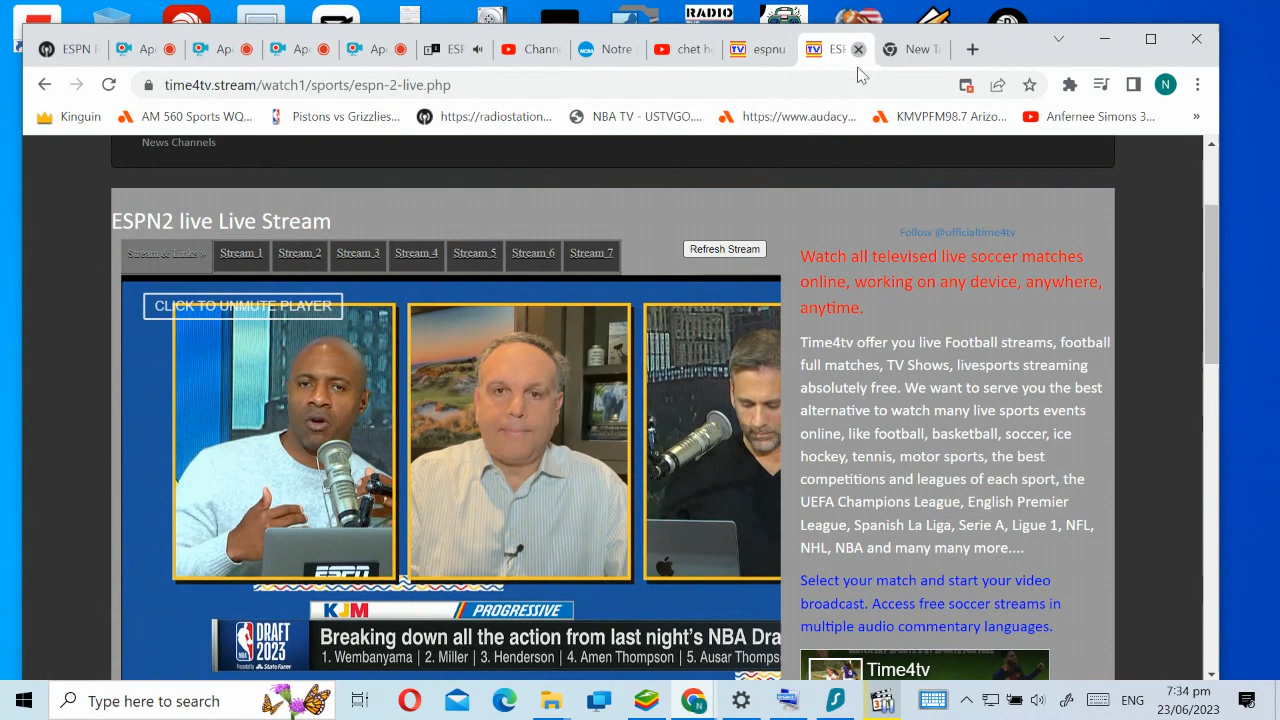 RADIO
ESPN
Ap
Ap
Ap
Ap
ESF
Chann
Notre
chet h
espnu
ESF
New T
time4tv.stream/watch1/sports/espn-2-live.php
N
Kinguin
AM 560 Sports WQ...
Pistons vs Grizzlies...
https://radiostation...
NBA TV - USTVGO....
https://www.audacy...
KMVPFM98.7 Arizo...
Anfernee Simons 3...
»
News Channels
ESPN2 live Live Stream
Follow @officialtime4tv
Stream & Links »
Stream 1
Stream 2
Stream 3
Stream 4
Stream 5
Stream 6
Stream 7
Refresh Stream
Watch all televised live soccer matches
online, working on any device, anywhere,
anytime.
CLICK TO UNMUTE PLAYER
Time4tv offer you live Football streams, football
full matches, TV Shows, livesports streaming
absolutely free. We want to serve you the best
alternative to watch many live sports events
online, like football, basketball, soccer, ice
hockey, tennis, motor sports, the best
competitions and leagues of each sport, the
UEFA Champions League, English Premier
League, Spanish La Liga, Serie A, Ligue 1, NFL,
NHL, NBA and many many more....
Select your match and start your video
broadcast. Access free soccer streams in
multiple audio commentary languages.
ESPN
KJM
PROGRESSIVE
DRAFT
2023
Breaking down all the action from last night's NBA Dra
1. Wembanyama | 2. Miller | 3. Henderson | 4. Amen Thompson | 5. Ausar Thomps
Time4tv
Type here to search
ENG
7:34 pm
23/06/2023